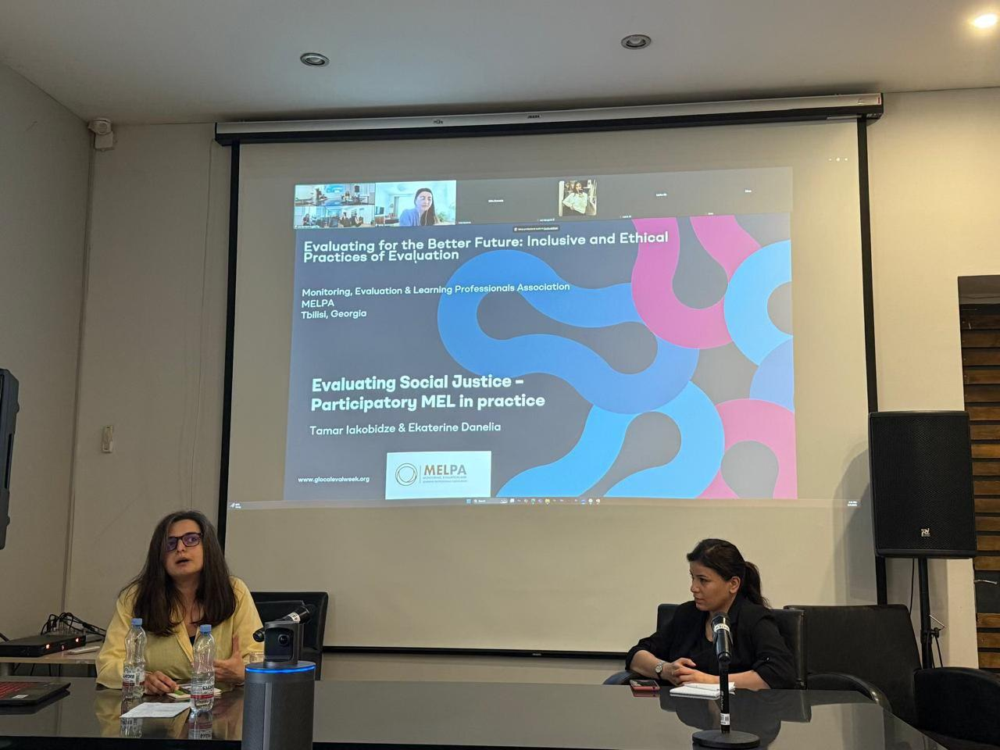 Evaluating for the Better Future: Inclusive and Ethical
Practices of Evaluation
Monitoring, Evaluation & Learning Professionals Association
MELPA
Tbilisi, Georgia
Evaluating Social Justice –
Participatory MEL in practice
Tamar Iakobidze & Ekaterine Danelia
www.glocalevalweek.org
MELPA